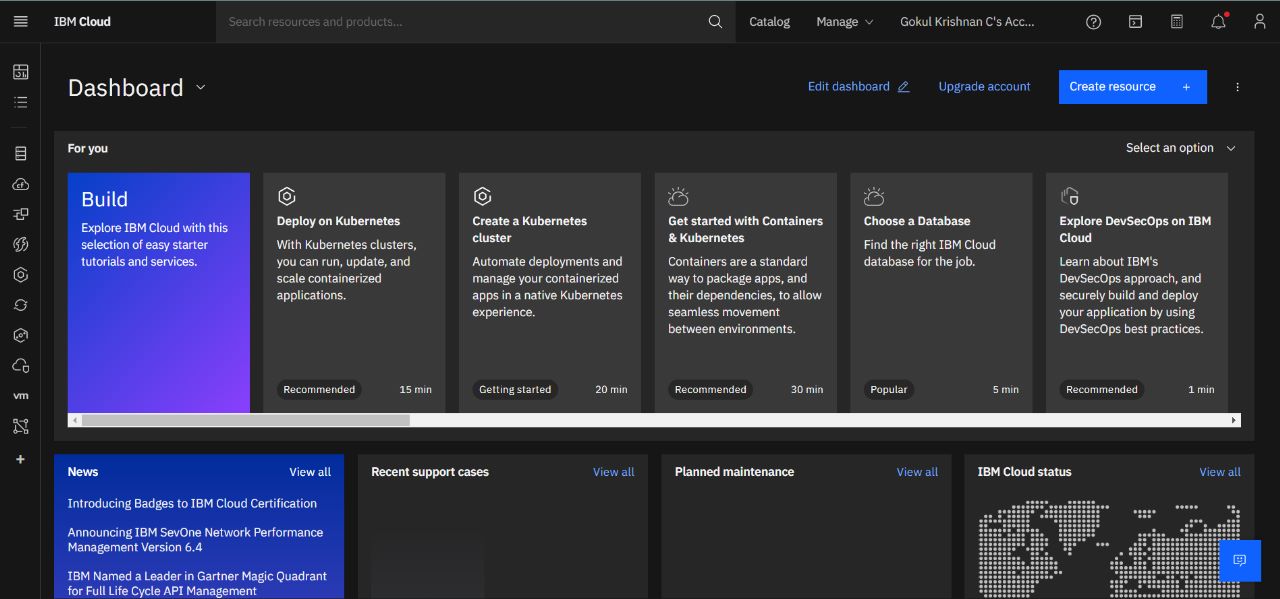 IBM Cloud
Search resources and products...
Catalog
Manage
Gokul Krishnan C's Acc...
Dashboard
Edit dashboard
Upgrade account
Create resource +
For you
Select an option
Build
Explore IBM Cloud with this
selection of easy starter
tutorials and services.
Deploy on Kubernetes
With Kubernetes clusters,
you can run, update, and
scale containerized
applications.
Recommended
15 min
Create a Kubernetes
cluster
Automate deployments and
manage your containerized
apps in a native Kubernetes
experience.
Getting started
20 min
Get started with Containers
& Kubernetes
Containers are a standard
way to package apps, and
their dependencies, to allow
seamless movement
between environments.
Recommended
30 min
Choose a Database
Find the right IBM Cloud
database for the job.
Popular
5 min
Explore DevSecOps on IBM
Cloud
Learn about IBM's
DevSecOps approach, and
securely build and deploy
your application by using
DevSecOps best practices.
Recommended
1 min
vm
News
View all
Introducing Badges to IBM Cloud Certification
Announcing IBM SevOne Network Performance
Management Version 6.4
IBM Named a Leader in Gartner Magic Quadrant
for Full Life Cycle API Management
Recent support cases
View all
Planned maintenance
View all
IBM Cloud status
View all